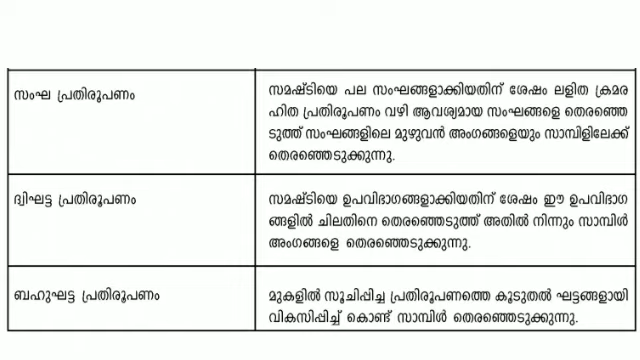 സംഘ പ്രതിരൂപണം
സമഷ്ടിയെ പല സംഘങ്ങളാക്കിയതിന് ശേഷം ലളിത ക്രമര
ഹിത പ്രതിരൂപണം വഴി ആവശ്യമായ സംഘങ്ങളെ തെരഞ്ഞെ
ടുത്ത് സംഘങ്ങളിലെ മുഴുവൻ അംഗങ്ങളെയും സാമ്പിളിലേക്ക്
തെരഞ്ഞെടുക്കുന്നു.
ദ്വിഘട്ട പ്രതിരൂപണം
സമഷ്ടിയെ ഉപവിഭാഗങ്ങളാക്കിയതിന് ശേഷം ഈ ഉപവിഭാഗ
ങ്ങളിൽ ചിലതിനെ തെരഞ്ഞെടുത്ത് അതിൽ നിന്നും സാമ്പിൾ
അംഗങ്ങളെ തെരഞ്ഞെടുക്കുന്നു.
ബഹുഘട്ട പ്രതിരൂപണം
മുകളിൽ സൂചിപ്പിച്ച പ്രതിരൂപണത്തെ കൂടുതൽ ഘട്ടങ്ങളായി
വികസിപ്പിച്ച് കൊണ്ട് സാമ്പിൾ തെരഞ്ഞെടുക്കുന്നു.